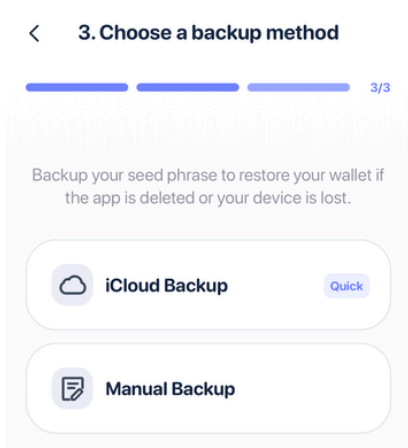 3. Choose a backup method
3/3
Backup your seed phrase to restore your wallet if
the app is deleted or your device is lost.
iCloud Backup
Quick
Manual Backup